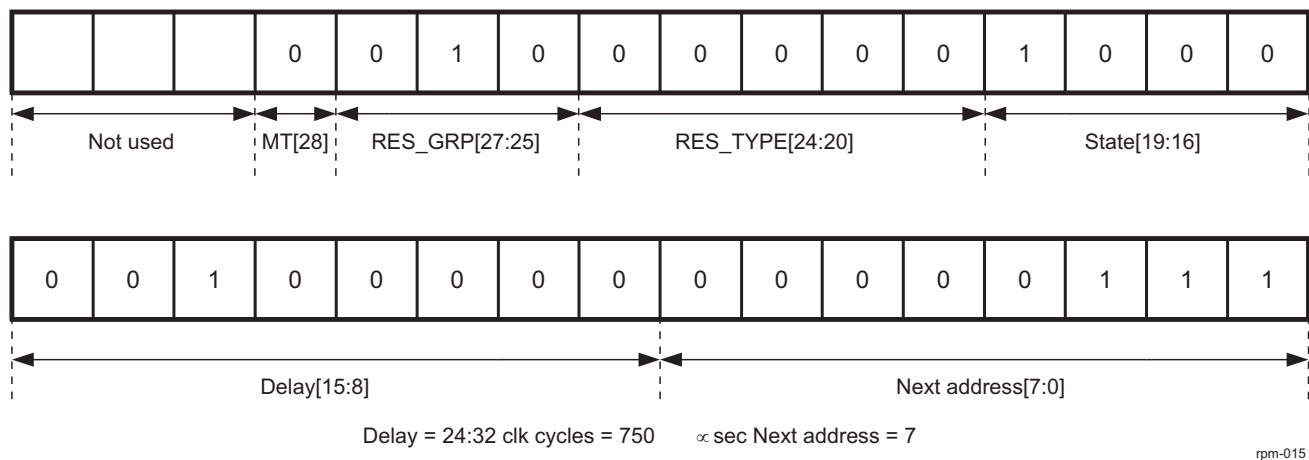 0 0 1 0 0 0 0 0 0 1 0 0 0
Not used MT[28] RES_GRP[27:25] RES_TYPE[24:20] State[19:16]
0 0 1 0 0 0 0 0 0 0 0 0 0 1 1 1
Delay[15:8] Next address[7:0]
Delay = 24:32 clk cycles = 750 ∝ sec Next address = 7
rpm-015